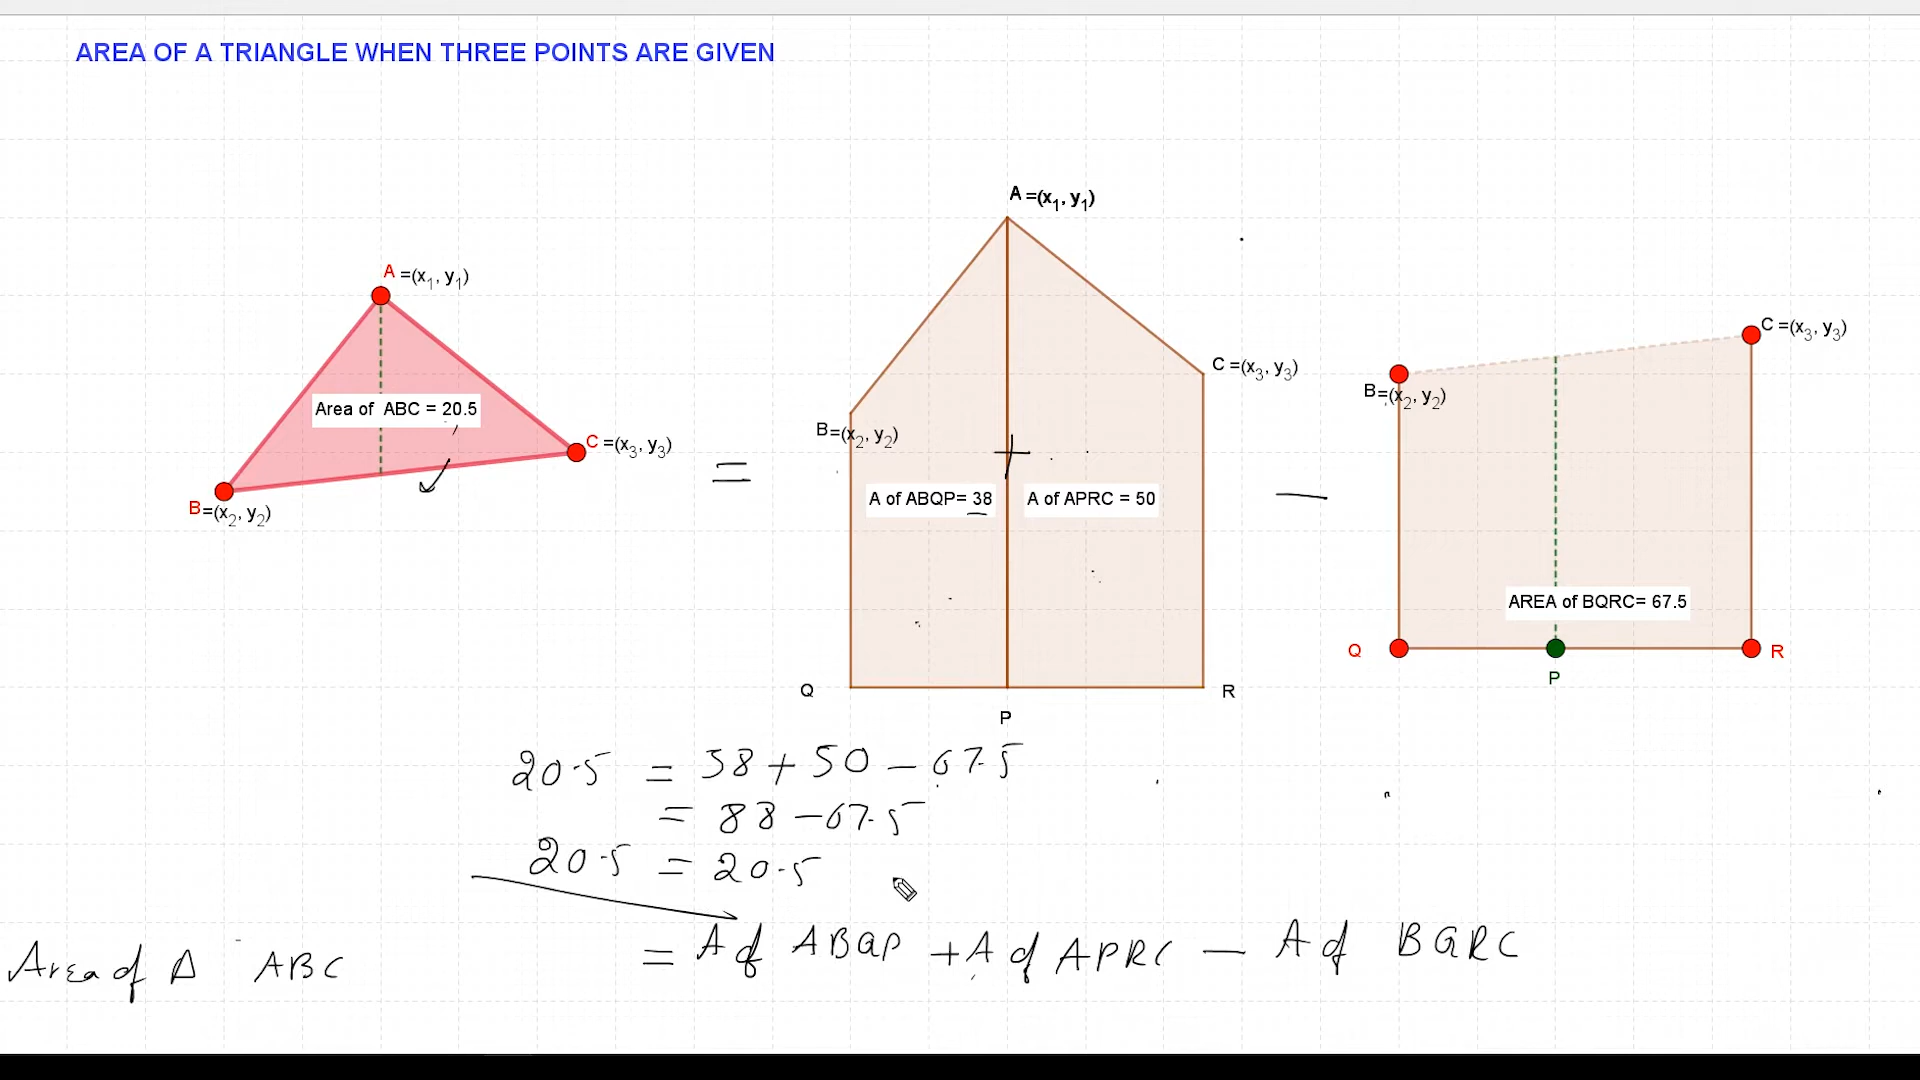 AREA OF A TRIANGLE WHEN THREE POINTS ARE GIVEN
A =(x₁, y₁)
A =(x₁, y₁)
C =(x₃, y₃)
C =(x₃, y₃)
B=(x₂, y₂)
Area of ABC = 20.5
B=(x₂, y₂)
C =(x₃, y₃)
=
+
A of ABQP= 38
A of APRC = 50
—
B=(x₂, y₂)
AREA of BQRC= 67.5
Q
R
P
Q
R
P
20.5 = 38 + 50 - 67.5
= 88 - 67.5
20.5 = 20.5
Area of Δ ABC = A of ABQP + A of APRC - A of BQRC